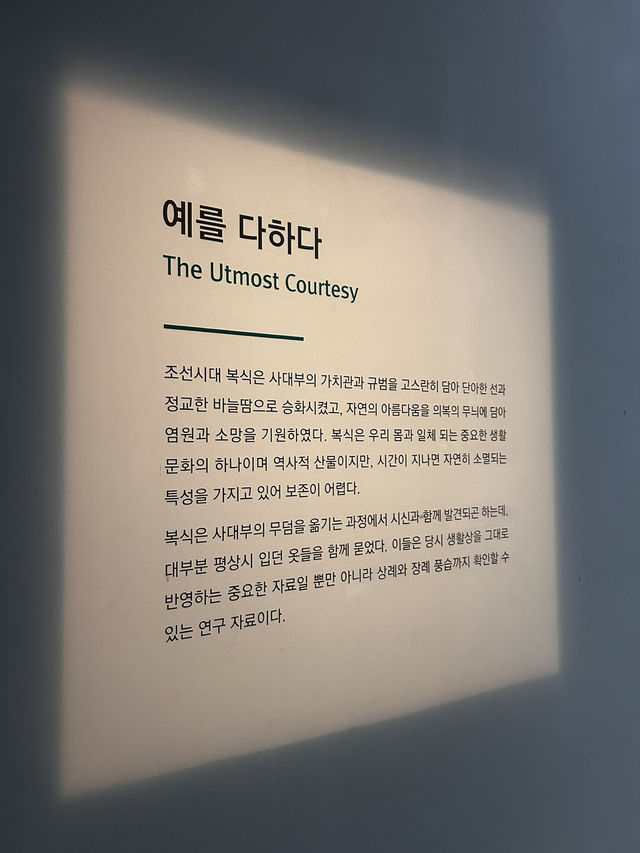 예를 다하다
The Utmost Courtesy
조선시대 복식은 사대부의 가치관과 규범을 고스란히 담아 단아한 선과
정교한 바늘땀으로 승화시켰고, 자연의 아름다움을 의복의 무늬에 담아
염원과 소망을 기원하였다. 복식은 우리 몸과 일체 되는 중요한 생활
문화의 하나이며 역사적 산물이지만, 시간이 지나면 자연히 소멸되는
특성을 가지고 있어 보존이 어렵다.
복식은 사대부의 무덤을 옮기는 과정에서 시신과 함께 발견되곤 하는데,
대부분 평상시 입던 옷들을 함께 묻었다. 이들은 당시 생활상을 그대로
반영하는 중요한 자료일 뿐만 아니라 상례와 장례 풍습까지 확인할 수
있는 연구 자료이다.